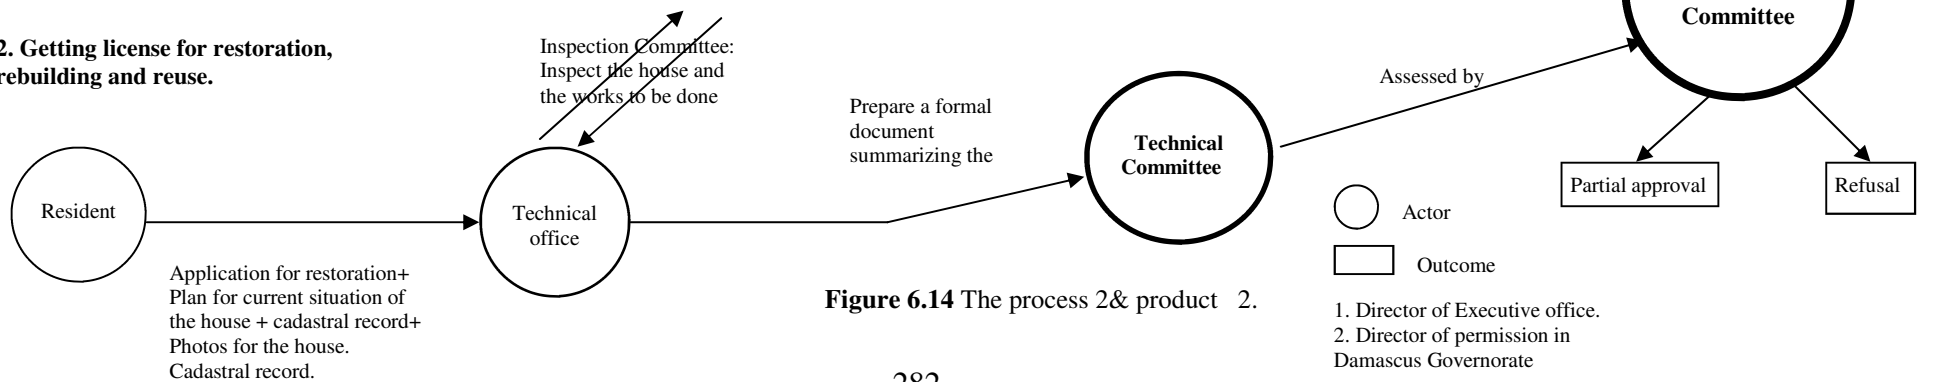 2. Getting license for restoration,
rebuilding and reuse.
Inspection Committee:
Inspect the house and
the works to be done
Resident
Application for restoration+
Plan for current situation of
the house + cadastral record+
Photos for the house.
Cadastral record.
Technical
office
Prepare a formal
document
summarizing the
Technical
Committee
Assessed by
Committee
Partial approval
Refusal
Actor
Outcome
1. Director of Executive office.
2. Director of permission in
Damascus Governorate
Figure 6.14 The process 2& product 2.
282